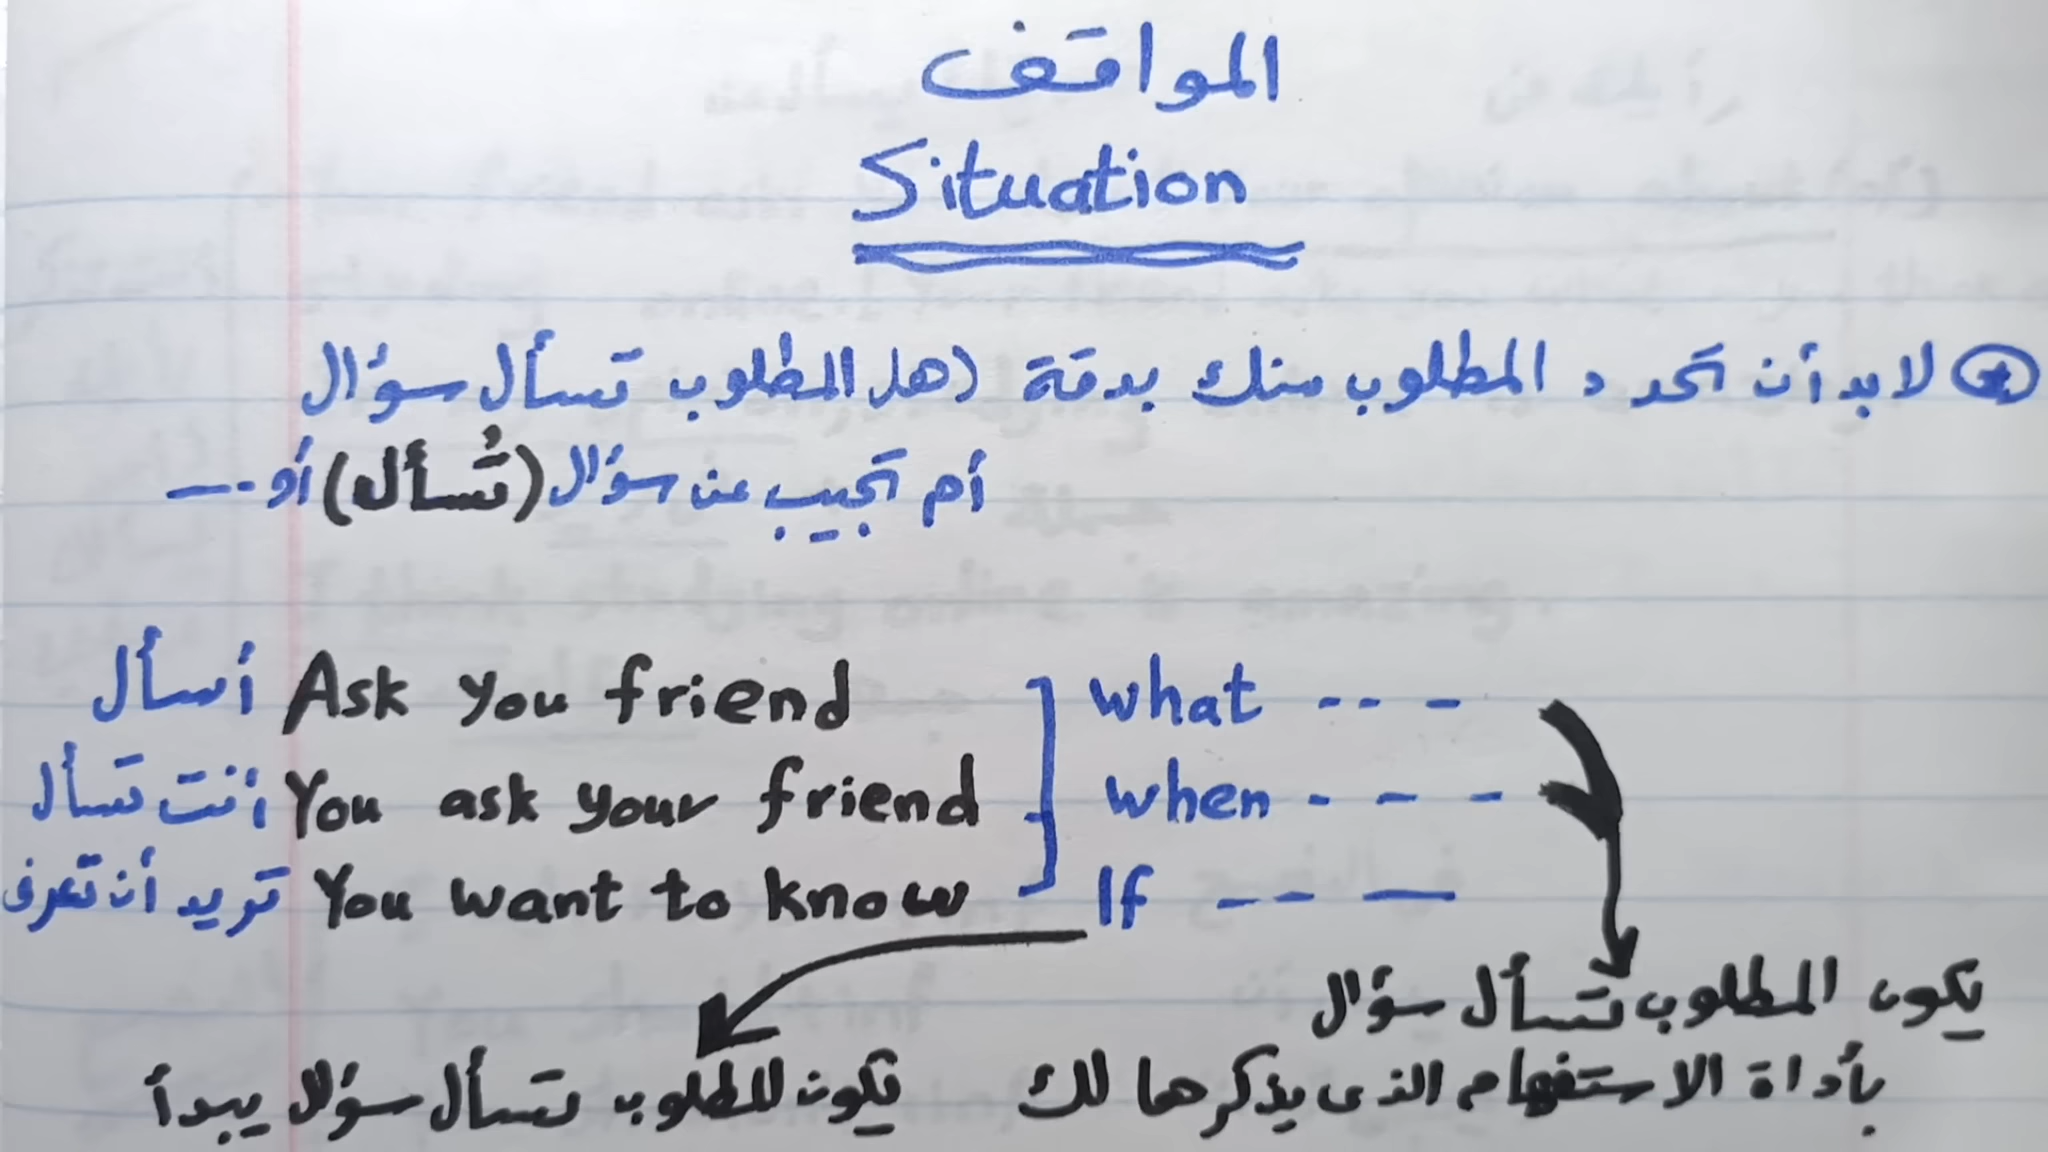 المواقف
Situation
* لابد أن تحدد المطلوب منك بدقة (هل المطلوب تسأل سؤال
أم تجيب عن سؤال (تُسأل) أو ---
أسأل Ask you friend ] what - - -
أنت تسأل You ask your friend ] when - - - -
تريد أن تعرف You want to know ] If - - - -
يكون المطلوب تسأل سؤال
بأداة الاستفهام الذى يذكرها لك
يكون المطلوب تسأل سؤال يبدأ